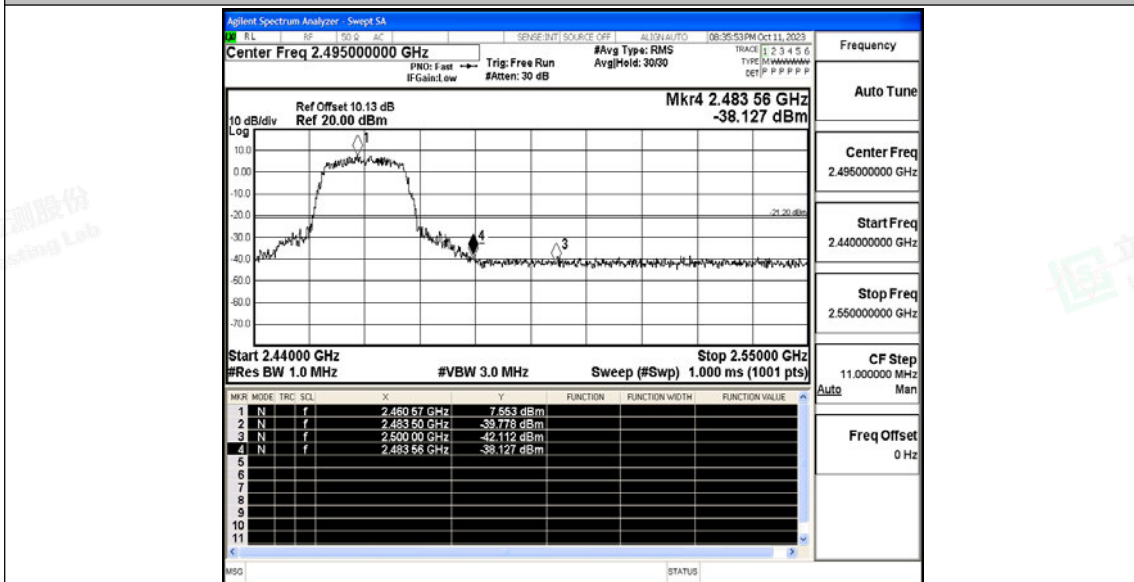 Agilent Spectrum Analyzer - Swept SA
RL RF 50 Ω AC SENSE:INT SOURCE OFF ALIGN AUTO 08:35:53 PM Oct 11, 2023
Center Freq 2.495000000 GHz
PNO: Fast
IFGain:Low
Trig: Free Run
#Atten: 30 dB
#Avg Type: RMS
Avg|Hold: 30/30
TRACE 1 2 3 4 5 6
TYPE MWWWWW
DET P P P P P P
Frequency
Auto Tune
Center Freq
2.495000000 GHz
Start Freq
2.440000000 GHz
Stop Freq
2.550000000 GHz
CF Step
11.000000 MHz
Auto Man
Freq Offset
0 Hz
Mkr4 2.483 56 GHz
-38.127 dBm
Ref Offset 10.13 dB
10 dB/div Ref 20.00 dBm
Log
10.0
0.00
-10.0
-20.0
-30.0
-40.0
-50.0
-60.0
-70.0
1
4
3
-21.20 dBm
Start 2.44000 GHz Stop 2.55000 GHz
#Res BW 1.0 MHz #VBW 3.0 MHz Sweep (#Swp) 1.000 ms (1001 pts)
MKR MODE TRC SCL X Y FUNCTION FUNCTION WIDTH FUNCTION VALUE
1 N f 2.460 57 GHz 7.553 dBm
2 N f 2.483 50 GHz -39.778 dBm
3 N f 2.500 00 GHz -42.112 dBm
4 N f 2.483 56 GHz -38.127 dBm
5
6
7
8
9
10
11
MSG STATUS
股份
sting Lab
立